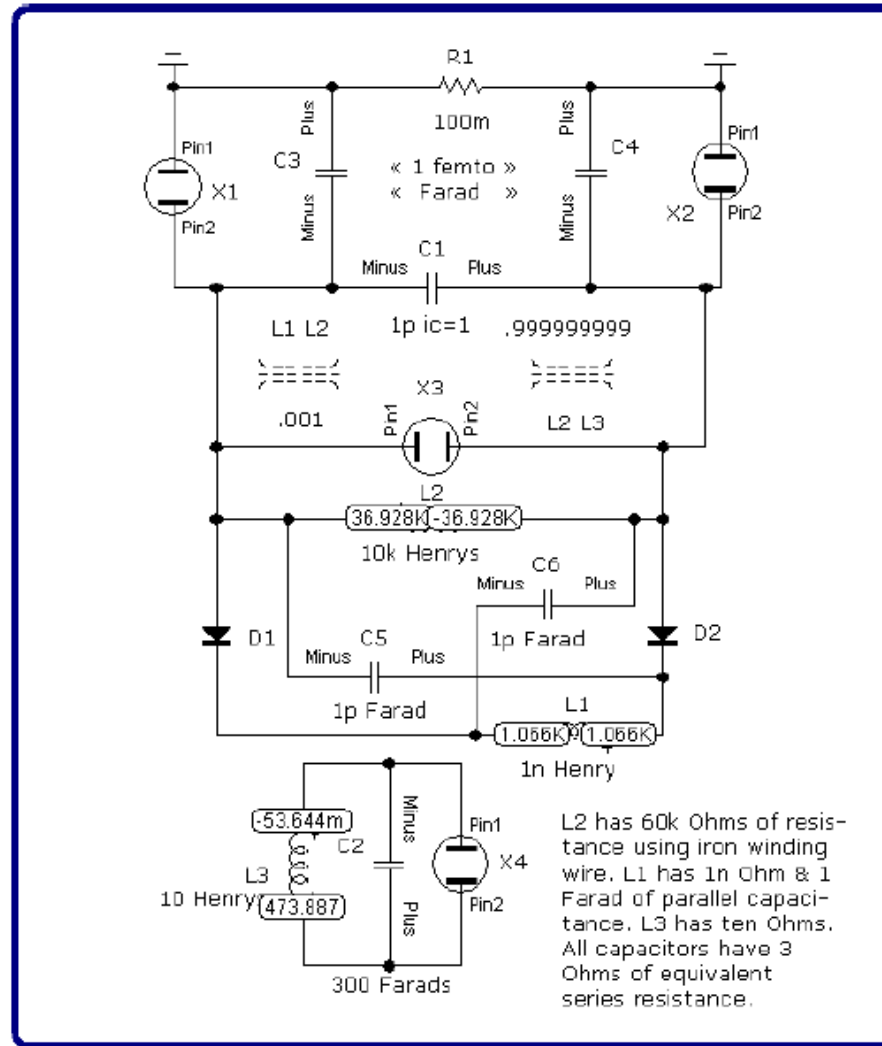 R1
100m
Plus
Plus
Pin1
Pin1
C3
C4
« 1 femto »
« Farad »
X1
X2
Minus
Minus
Pin2
Pin2
C1
Minus
Plus
1p ic=1
L1 L2
.999999999
X3
Pin1
Pin2
.001
L2 L3
L2
36.928K
-36.928K
10k Henrys
C6
Minus
Plus
1p Farad
D1
D2
C5
Minus
Plus
1p Farad
L1
1.066K
1.066K
1n Henry
-53.644m
Minus
C2
Pin1
X4
L3
10 Henrys
473.887
Plus
Pin2
300 Farads
L2 has 60k Ohms of resis-
tance using iron winding
wire. L1 has 1n Ohm & 1
Farad of parallel capaci-
tance. L3 has ten Ohms.
All capacitors have 3
Ohms of equivalent
series resistance.